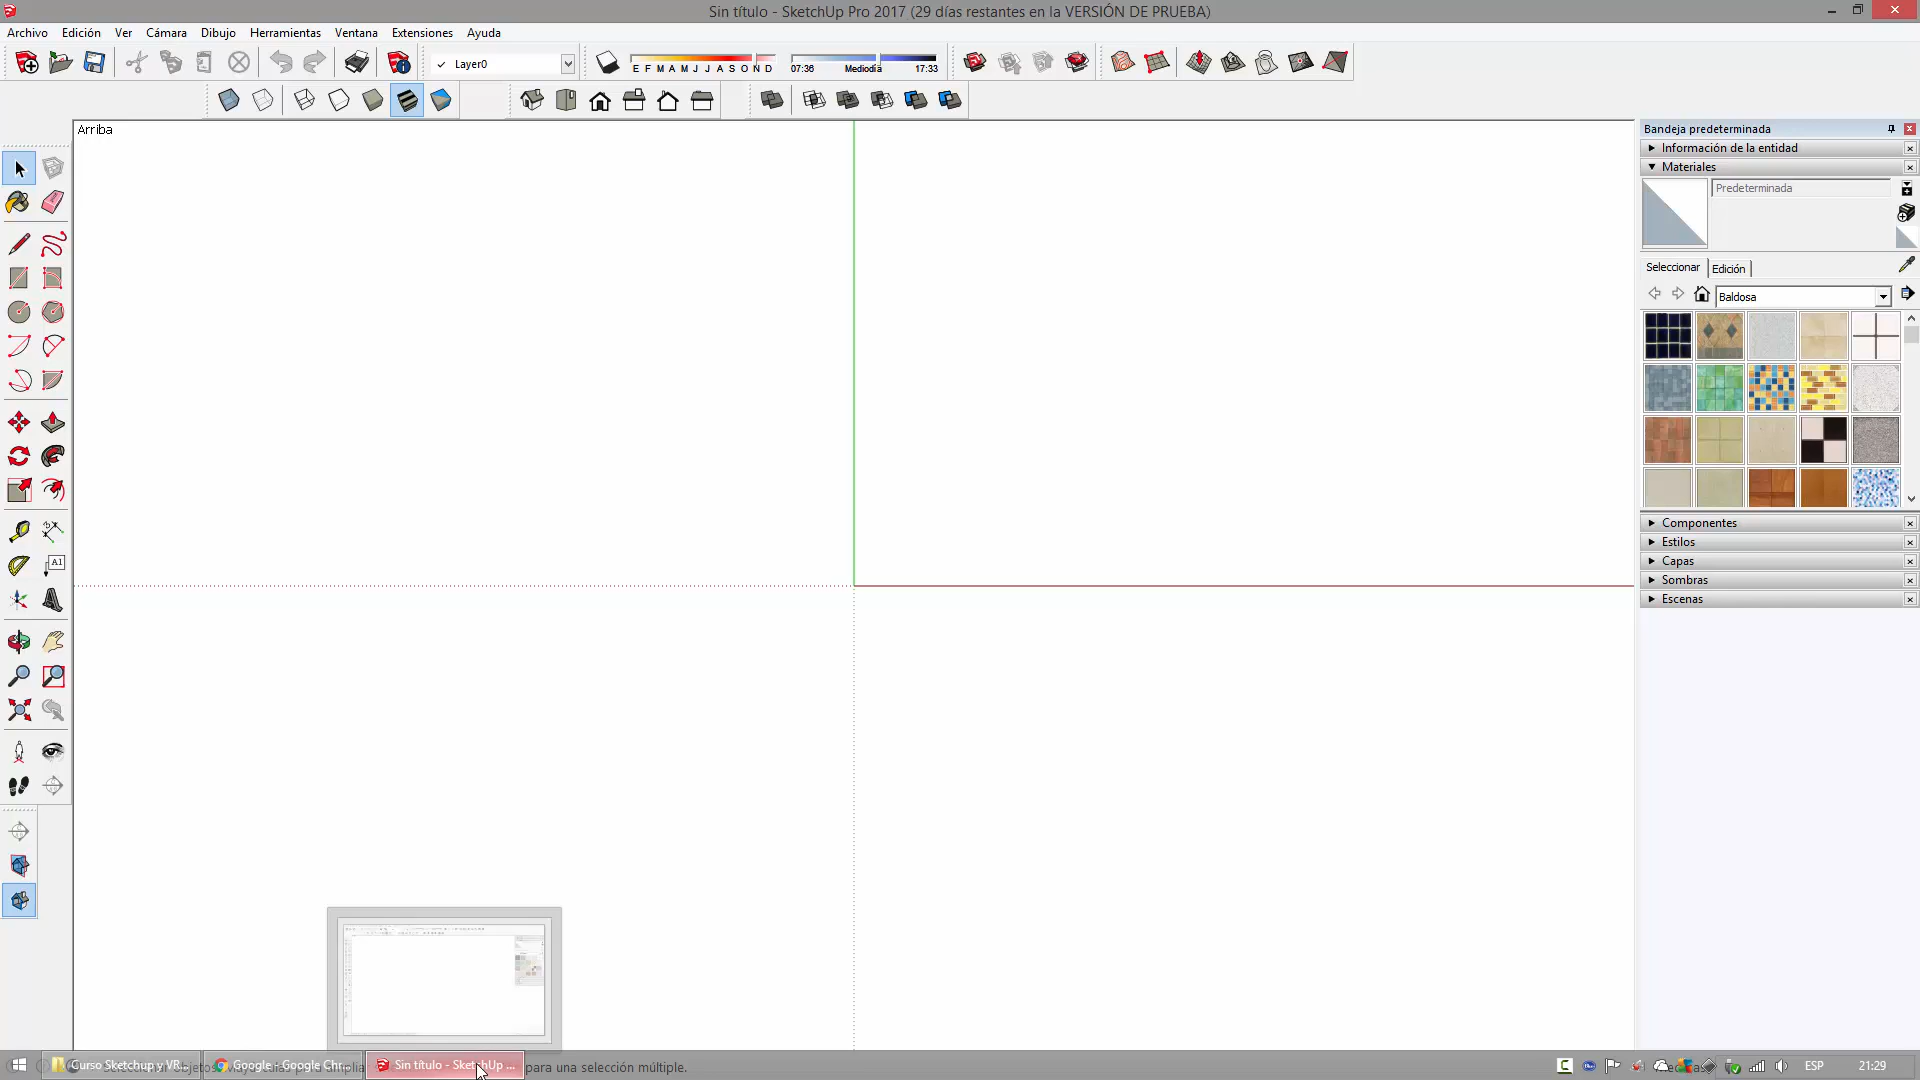 Sin título - SketchUp Pro 2017 (29 días restantes en la VERSIÓN DE PRUEBA)
Archivo Edición Ver Cámara Dibujo Herramientas Ventana Extensiones Ayuda
Layer0
E F M A M J J A S O N D
07:36 Mediodía 17:33
Arriba
Bandeja predeterminada
Información de la entidad
Materiales
Predeterminada
Seleccionar Edición
Baldosa
Componentes
Estilos
Capas
Sombras
Escenas
A1
Curso Sketchup y VR...
Google - Google Chr...
Sin título - SketchUp ...
para una selección múltiple.
ESP
21:29